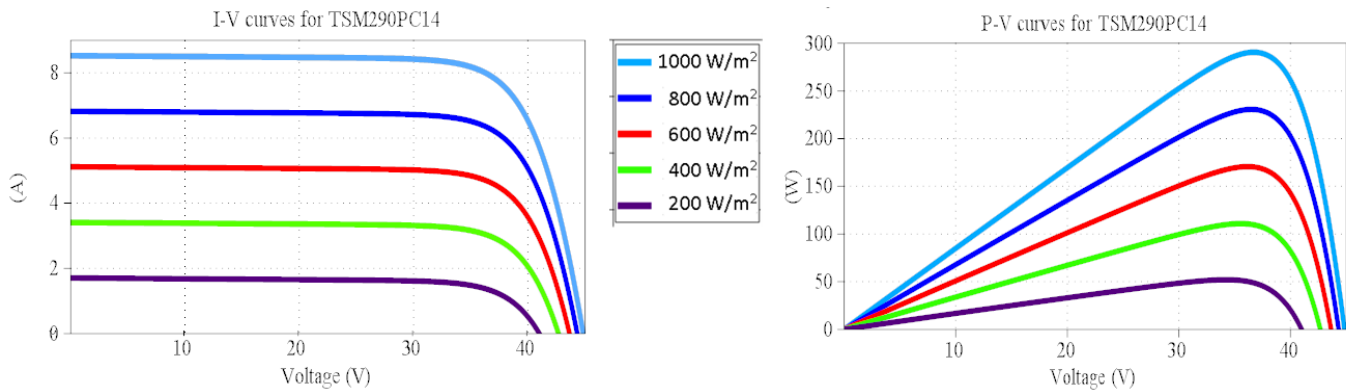 I-V curves for TSM290PC14
8
6
4
2
0
(A)
10
20
30
40
Voltage (V)
1000 W/m²
800 W/m²
600 W/m²
400 W/m²
200 W/m²
P-V curves for TSM290PC14
300
250
200
150
100
50
0
(W)
10
20
30
40
Voltage (V)